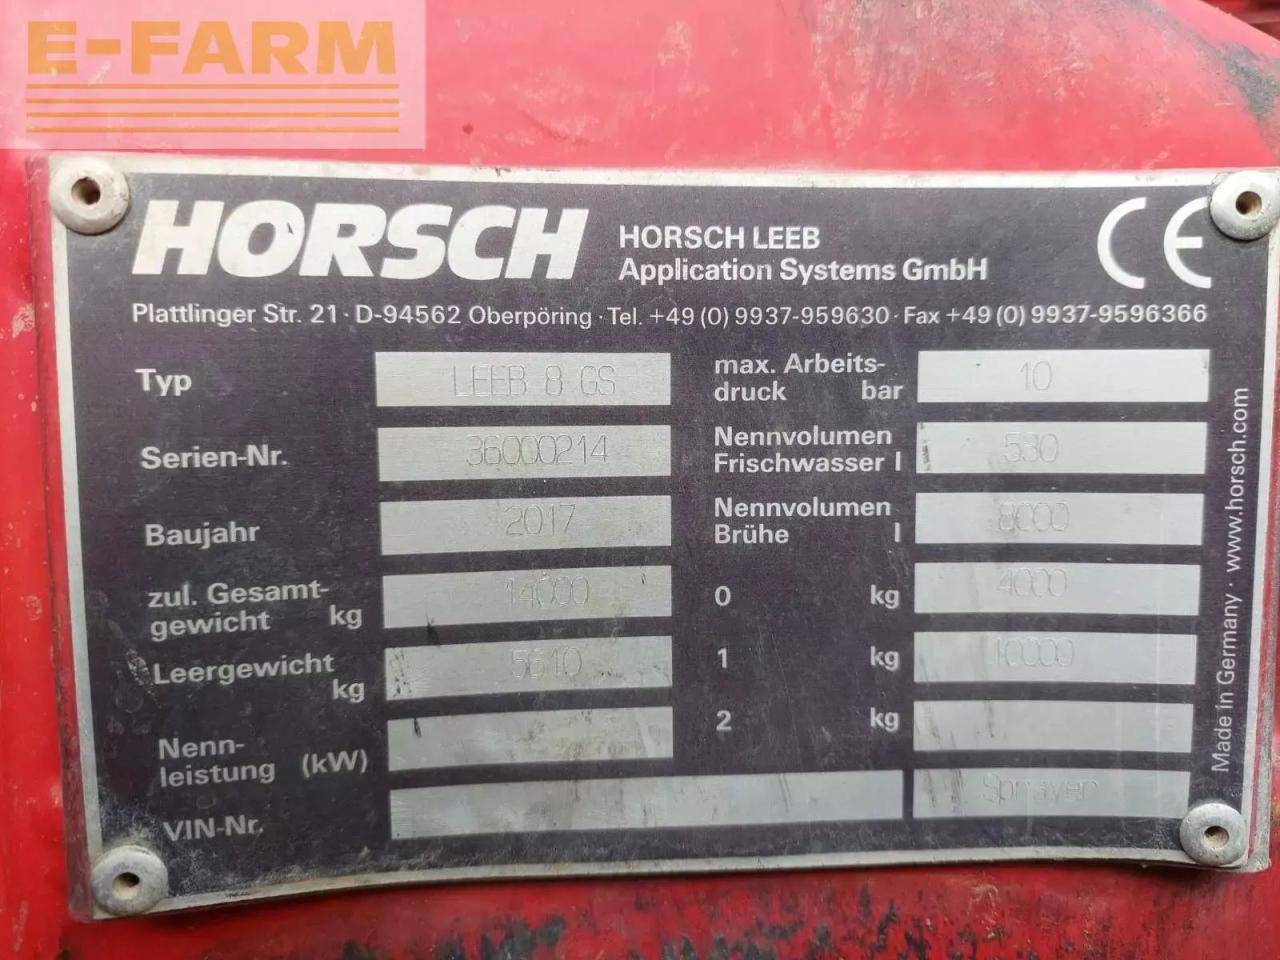 E-FARM
HORSCH
HORSCH LEEB
Application Systems GmbH
CE
Plattlinger Str. 21 · D-94562 Oberpöring · Tel. +49 (0) 9937-959630 · Fax +49 (0) 9937-9596366
Typ LEEB 8 GS
Serien-Nr. 36000214
Baujahr 2017
zul. Gesamt-
gewicht kg 14000
Leergewicht
kg 5610
Nenn-
leistung (kW)
VIN-Nr.
max. Arbeits-
druck bar 10
Nennvolumen
Frischwasser l 530
Nennvolumen
Brühe l 8000
0 kg 4000
1 kg 10000
2 kg
Sprayer
Made in Germany · www.horsch.com